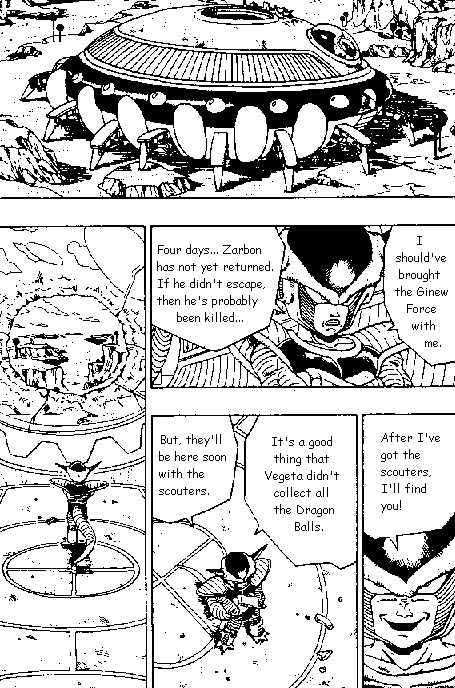 I
should've
brought
the Ginew
Force
with
me.
Four days... Zarbon
has not yet returned.
If he didn't escape,
then he's probably
been killed...
But, they'll
be here soon
with the
scouters.
It's a good
thing that
Vegeta didn't
collect all
the Dragon
Balls.
After I've
got the
scouters,
I'll find
you!